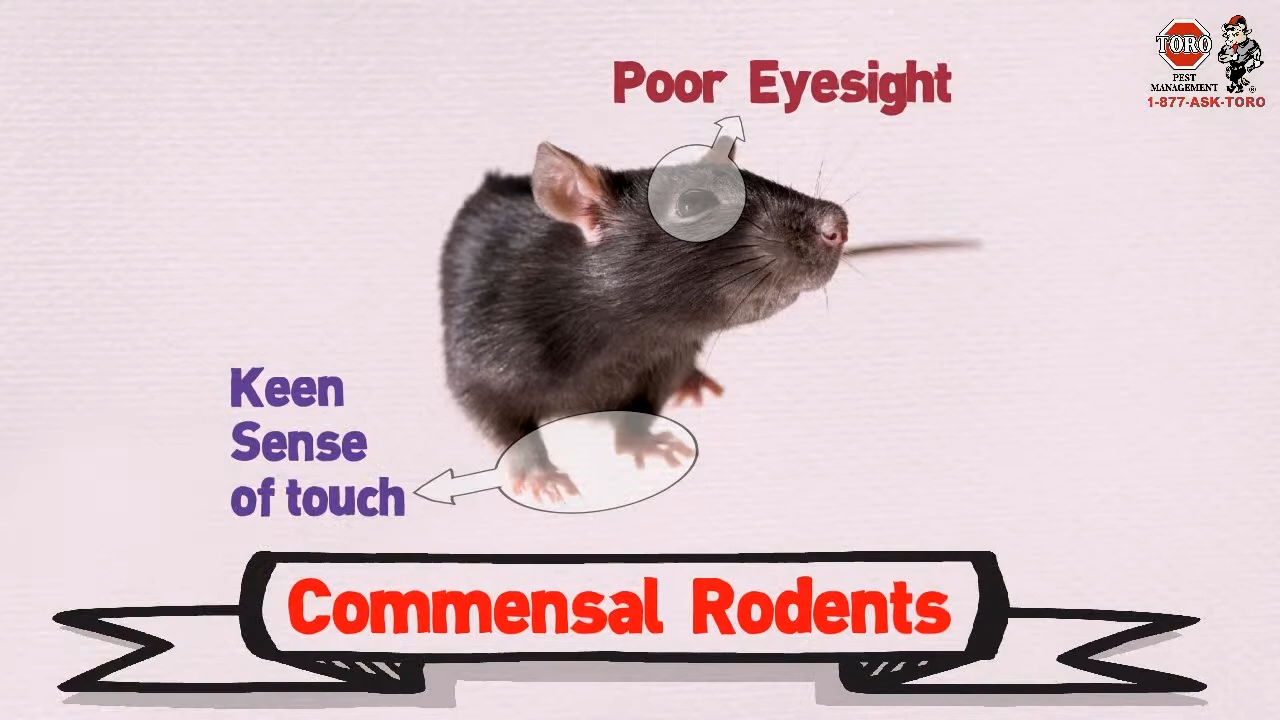 Poor Eyesight
TORO
PEST
MANAGEMENT
1-877-ASK-TORO
Keen
Sense
of touch
Commensal Rodents